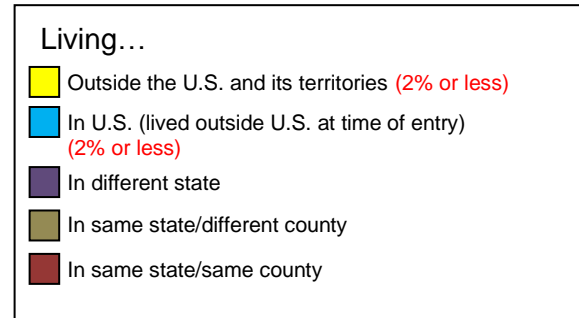 Living…
Outside the U.S. and its territories (2% or less)
In U.S. (lived outside U.S. at time of entry)
(2% or less)
In different state
In same state/different county
In same state/same county